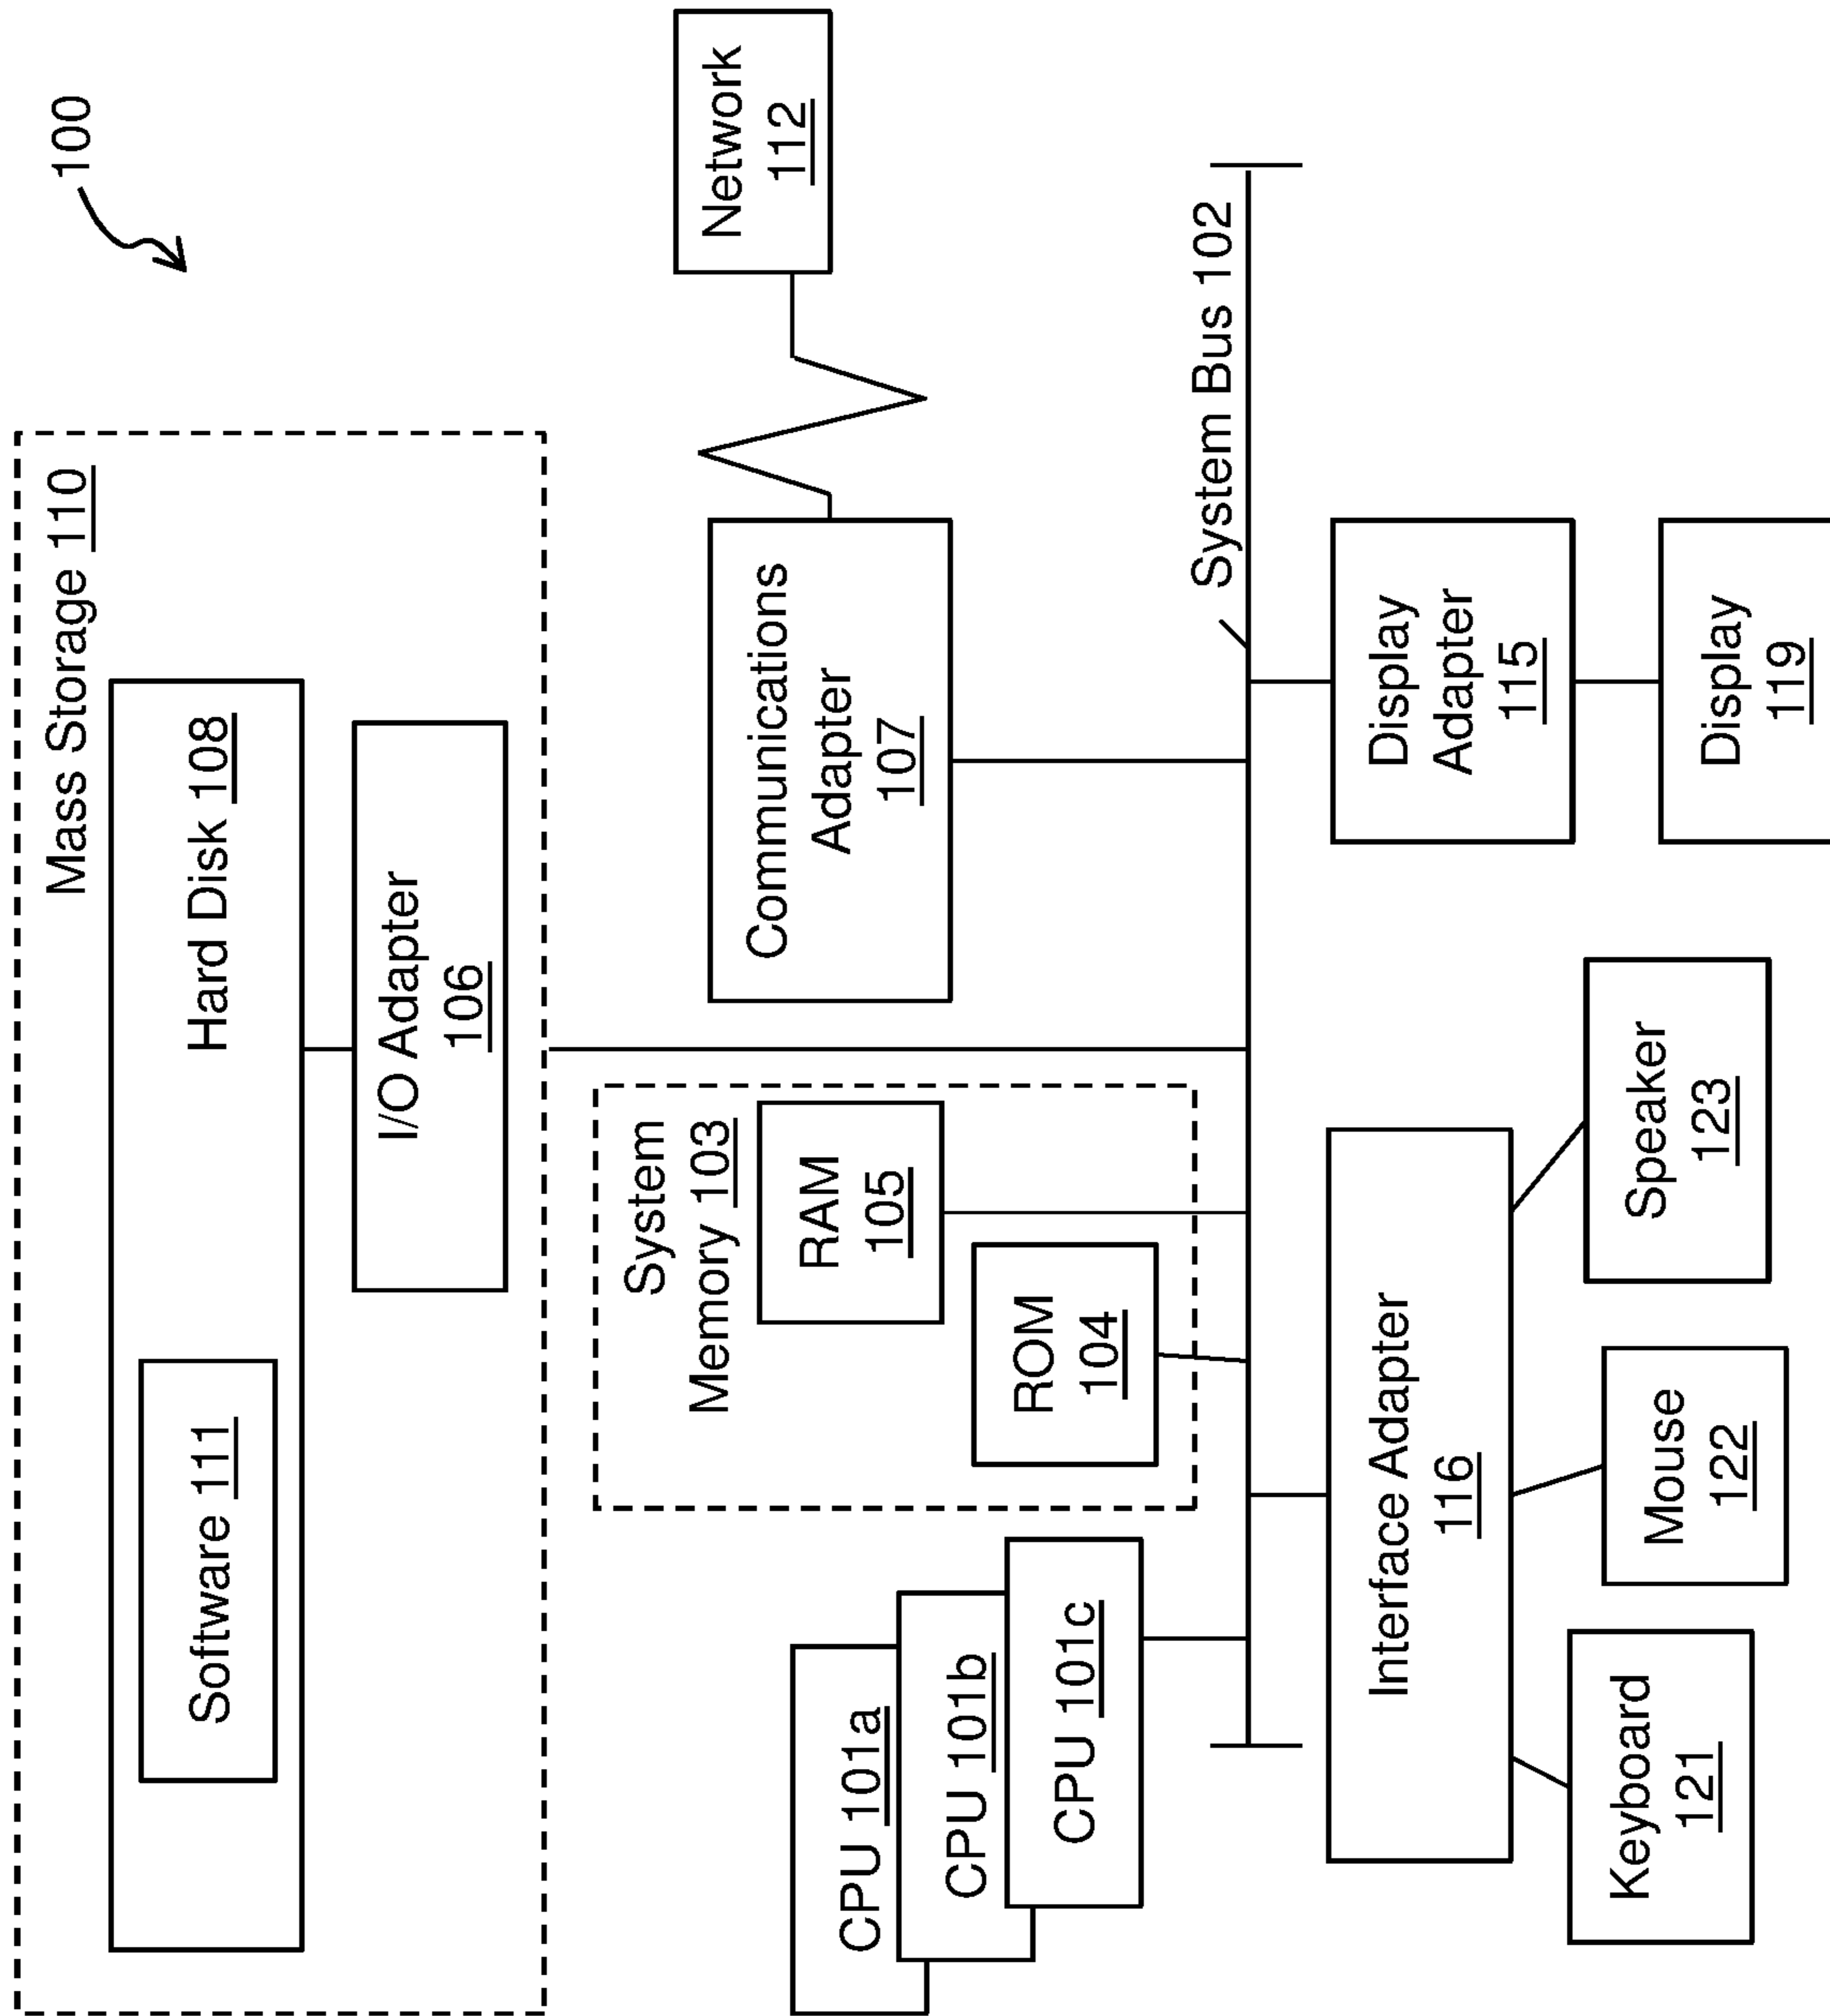 100
Mass Storage 110
Hard Disk 108
Software 111
I/O Adapter
106
System
Memory 103
RAM
105
ROM
104
CPU 101a
CPU 101b
CPU 101c
Communications
Adapter
107
Network
112
System Bus 102
Interface Adapter
116
Keyboard
121
Mouse
122
Speaker
123
Display
Adapter
115
Display
119